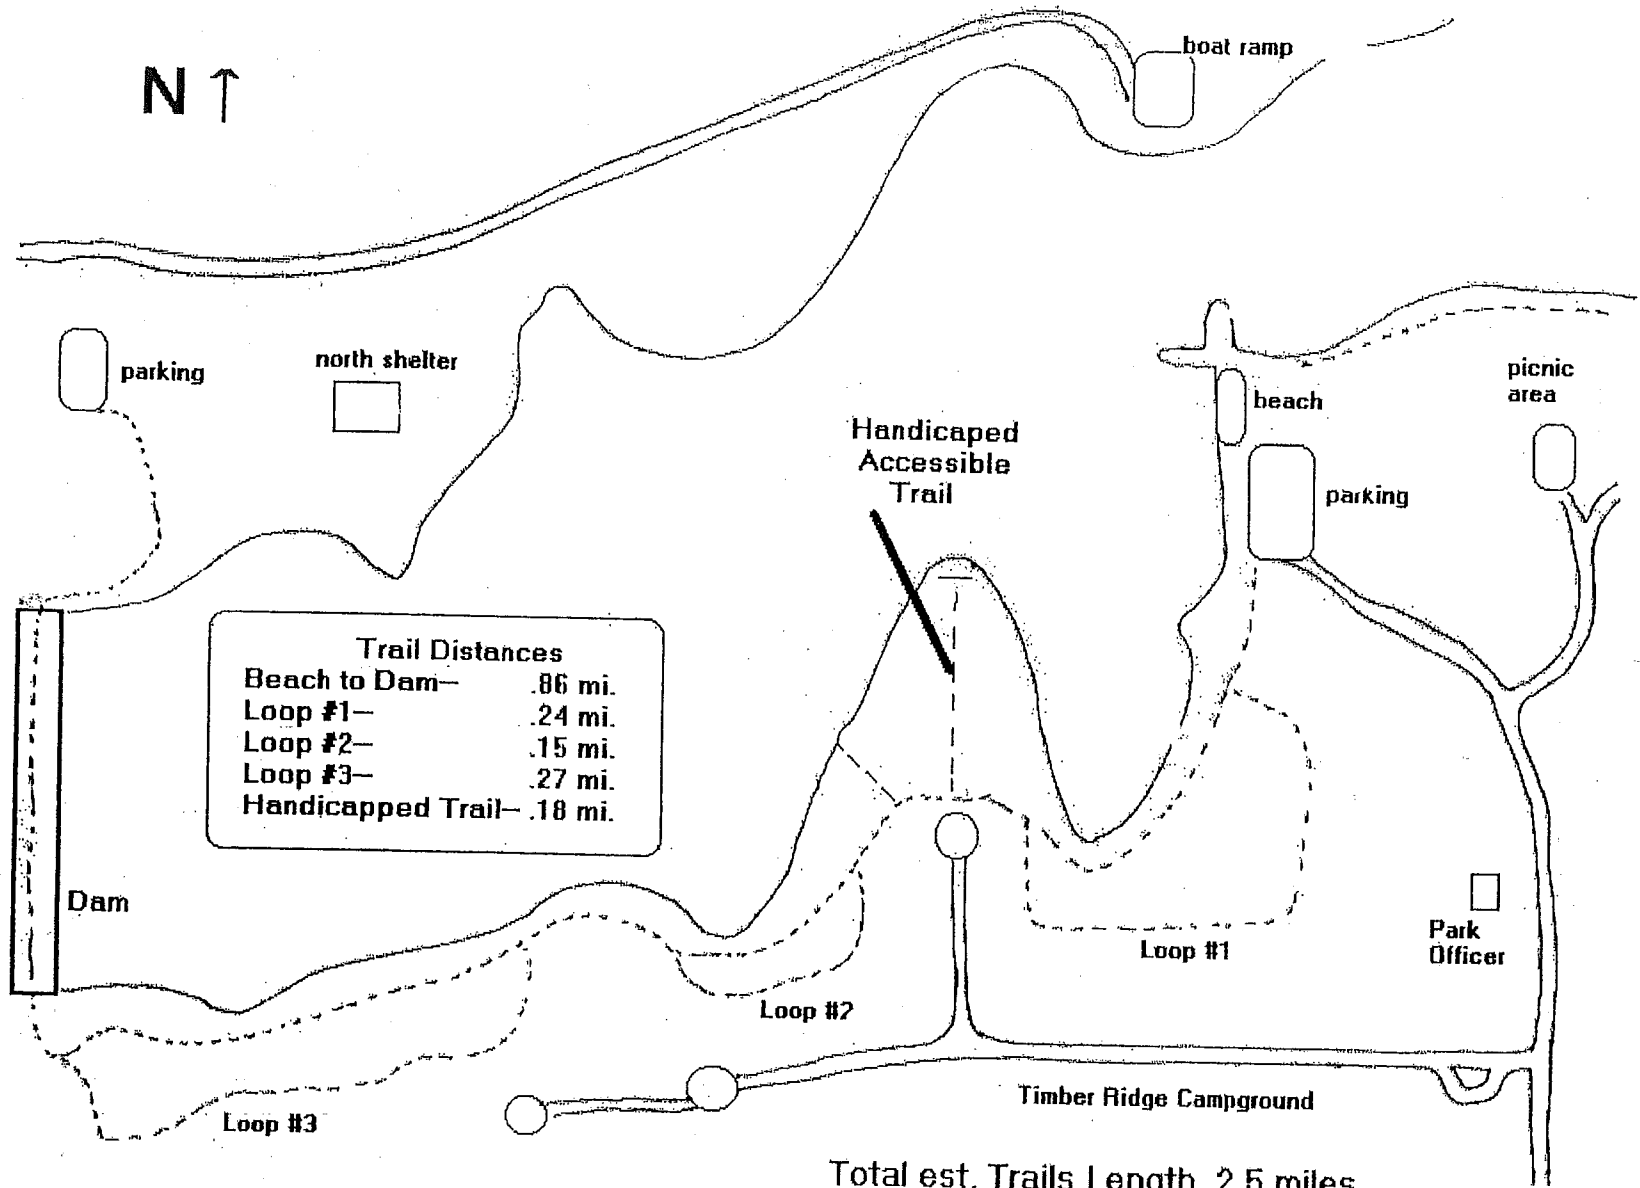 boat ramp
N ↑
north shelter
parking
picnic
area
beach
Handicaped
Accessible
Trail
parking
Trail Distances
Beach to Dam— .86 mi.
Loop #1— .24 mi.
Loop #2— .15 mi.
Loop #3— .27 mi.
Handicapped Trail— .18 mi.
Dam
Park
Officer
Loop #1
Loop #2
Timber Ridge Campground
Loop #3
Total est. Trails Length 2.5 miles